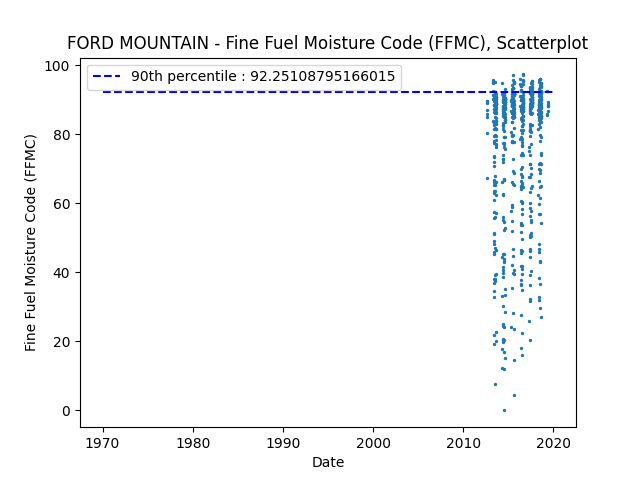 FORD MOUNTAIN - Fine Fuel Moisture Code (FFMC), Scatterplot
90th percentile : 92.25108795166015
100
80
60
40
20
0
Fine Fuel Moisture Code (FFMC)
1970 1980 1990 2000 2010 2020
Date